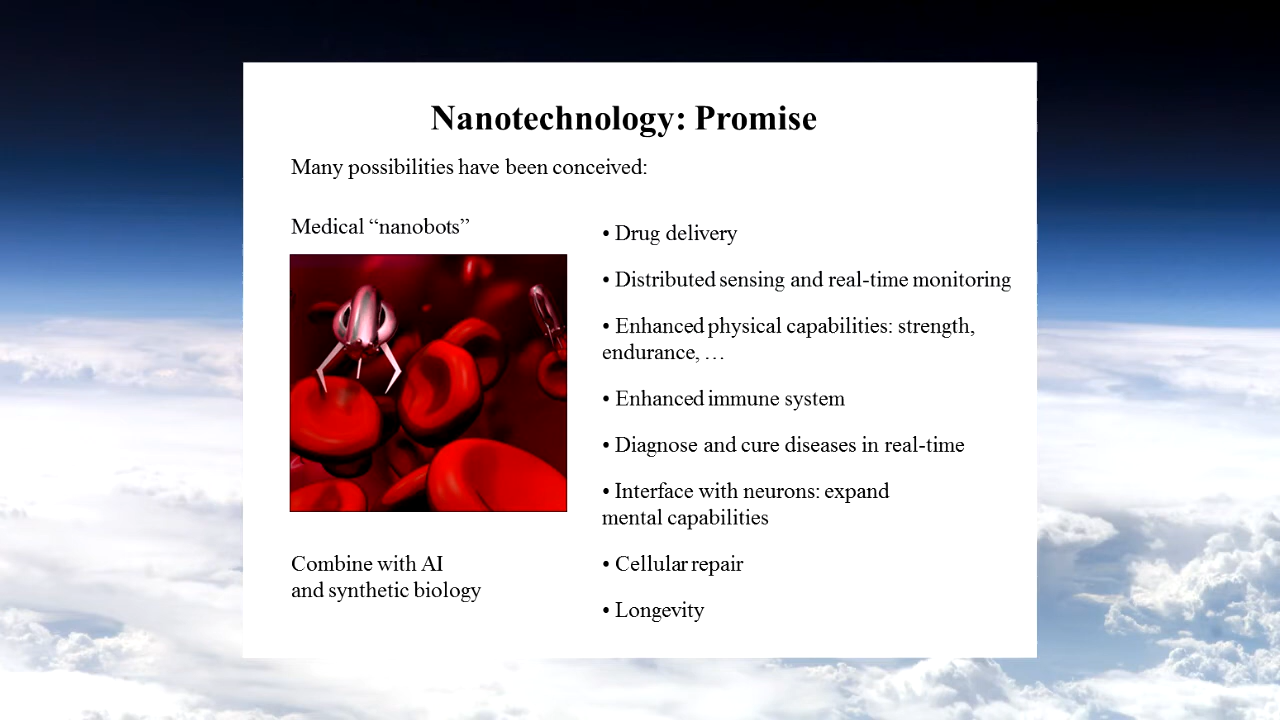 Nanotechnology: Promise
Many possibilities have been conceived:
Medical “nanobots”
• Drug delivery
• Distributed sensing and real-time monitoring
• Enhanced physical capabilities: strength,
endurance, …
• Enhanced immune system
• Diagnose and cure diseases in real-time
• Interface with neurons: expand
mental capabilities
• Cellular repair
• Longevity
Combine with AI
and synthetic biology